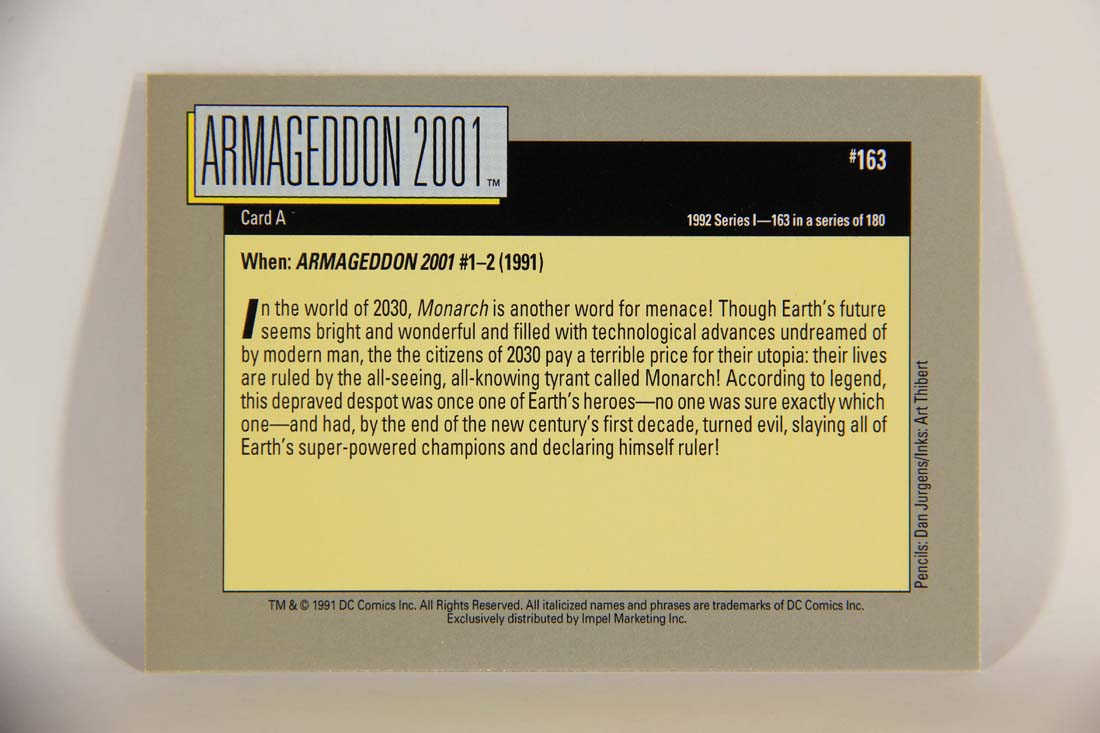 ARMAGEDDON 2001 ™
#163
Card A
1992 Series I—163 in a series of 180
When: ARMAGEDDON 2001 #1–2 (1991)
In the world of 2030, Monarch is another word for menace! Though Earth's future
seems bright and wonderful and filled with technological advances undreamed of
by modern man, the the citizens of 2030 pay a terrible price for their utopia: their lives
are ruled by the all-seeing, all-knowing tyrant called Monarch! According to legend,
this depraved despot was once one of Earth's heroes—no one was sure exactly which
one—and had, by the end of the new century's first decade, turned evil, slaying all of
Earth's super-powered champions and declaring himself ruler!
Pencils: Dan Jurgens/Inks: Art Thibert
TM & © 1991 DC Comics Inc. All Rights Reserved. All italicized names and phrases are trademarks of DC Comics Inc.
Exclusively distributed by Impel Marketing Inc.